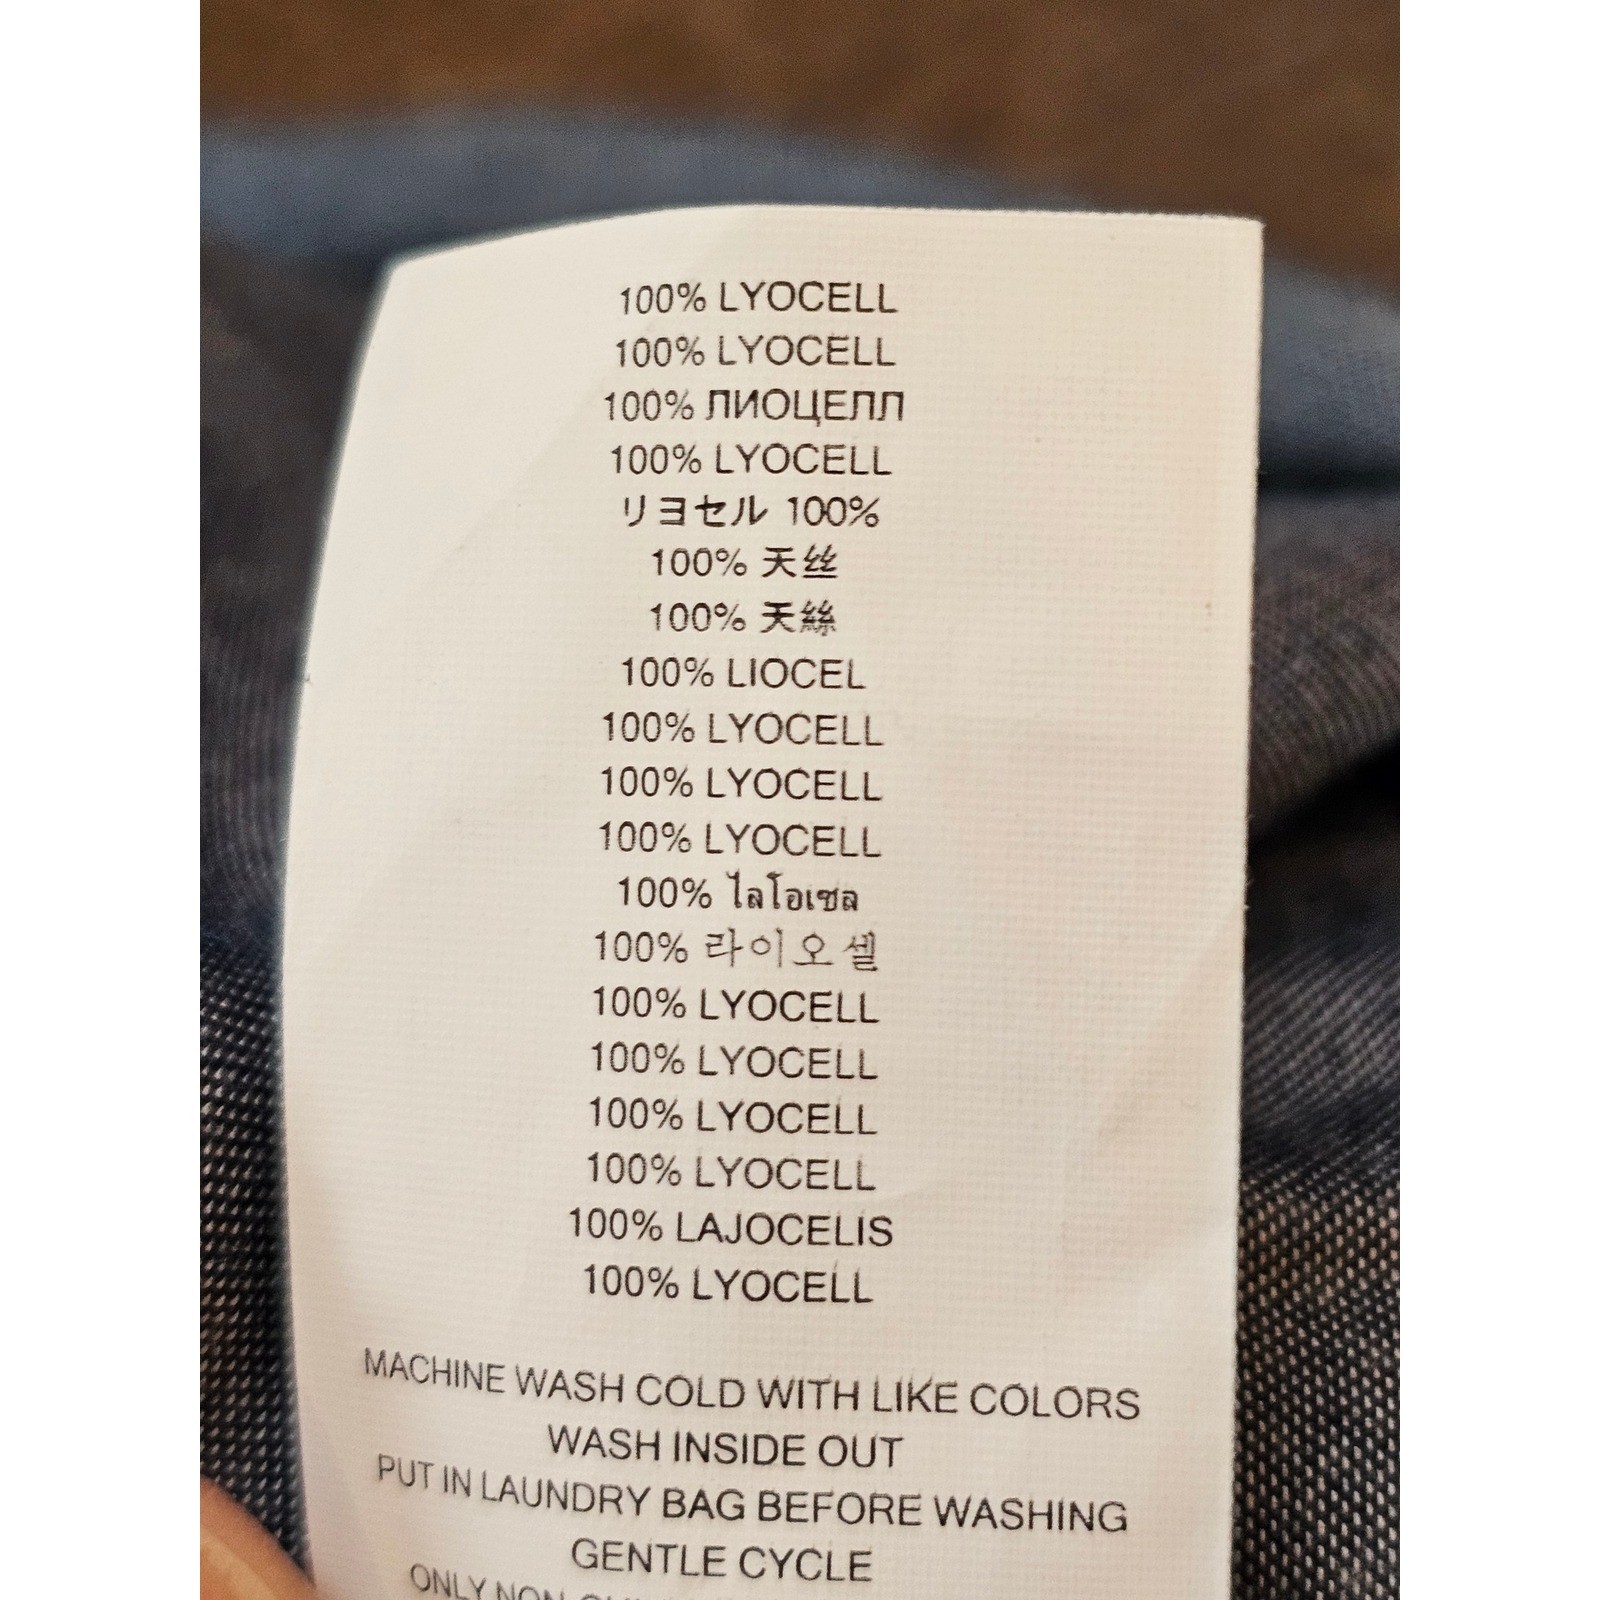 100% LYOCELL
100% LYOCELL
100% ЛИОЦЕЛЛ
100% LYOCELL
リヨセル 100%
100% 天丝
100% 天絲
100% LIOCEL
100% LYOCELL
100% LYOCELL
100% LYOCELL
100% ไลโอเซล
100% 라이오셀
100% LYOCELL
100% LYOCELL
100% LYOCELL
100% LYOCELL
100% LAJOCELIS
100% LYOCELL
MACHINE WASH COLD WITH LIKE COLORS
WASH INSIDE OUT
PUT IN LAUNDRY BAG BEFORE WASHING
GENTLE CYCLE
ONLY NON-